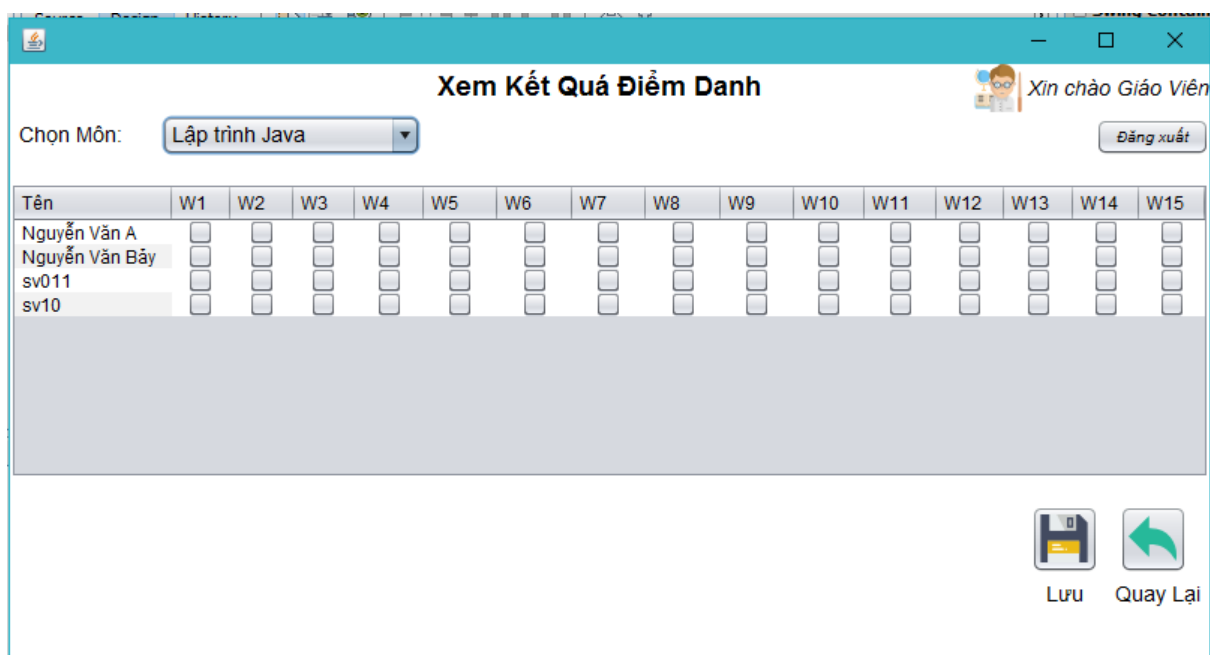 Xem Kết Quá Điểm Danh
Xin chào Giáo Viên
Chọn Môn: Lập trình Java
Đăng xuất
Tên W1 W2 W3 W4 W5 W6 W7 W8 W9 W10 W11 W12 W13 W14 W15
Nguyễn Văn A
Nguyễn Văn Bảy
sv011
sv10
Lưu Quay Lại